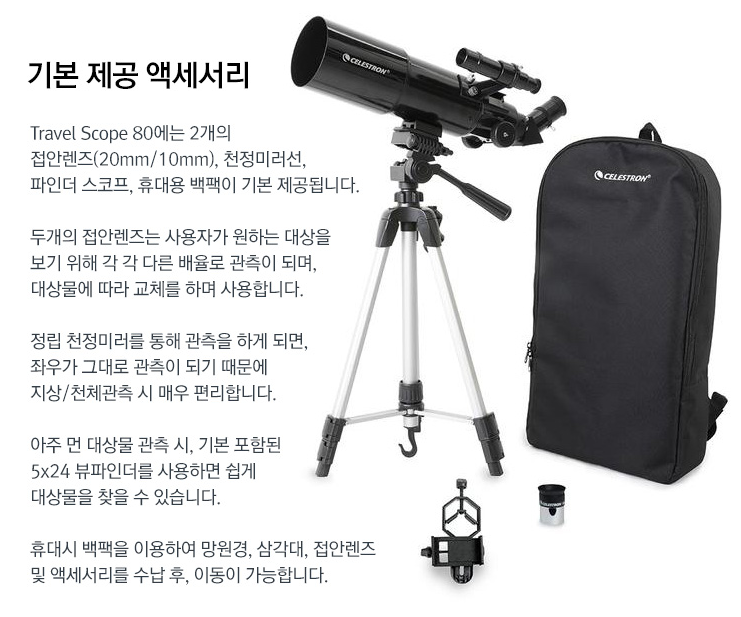 기본 제공 액세서리
Travel Scope 80에는 2개의
접안렌즈(20mm/10mm), 천정미러선,
파인더 스코프, 휴대용 백팩이 기본 제공됩니다.
두개의 접안렌즈는 사용자가 원하는 대상을
보기 위해 각 각 다른 배율로 관측이 되며,
대상물에 따라 교체를 하며 사용합니다.
정립 천정미러를 통해 관측을 하게 되면,
좌우가 그대로 관측이 되기 때문에
지상/천체관측 시 매우 편리합니다.
아주 먼 대상물 관측 시, 기본 포함된
5x24 뷰파인더를 사용하면 쉽게
대상물을 찾을 수 있습니다.
휴대시 백팩을 이용하여 망원경, 삼각대, 접안렌즈
및 액세서리를 수납 후, 이동이 가능합니다.
CELESTRON®
CELESTRON®